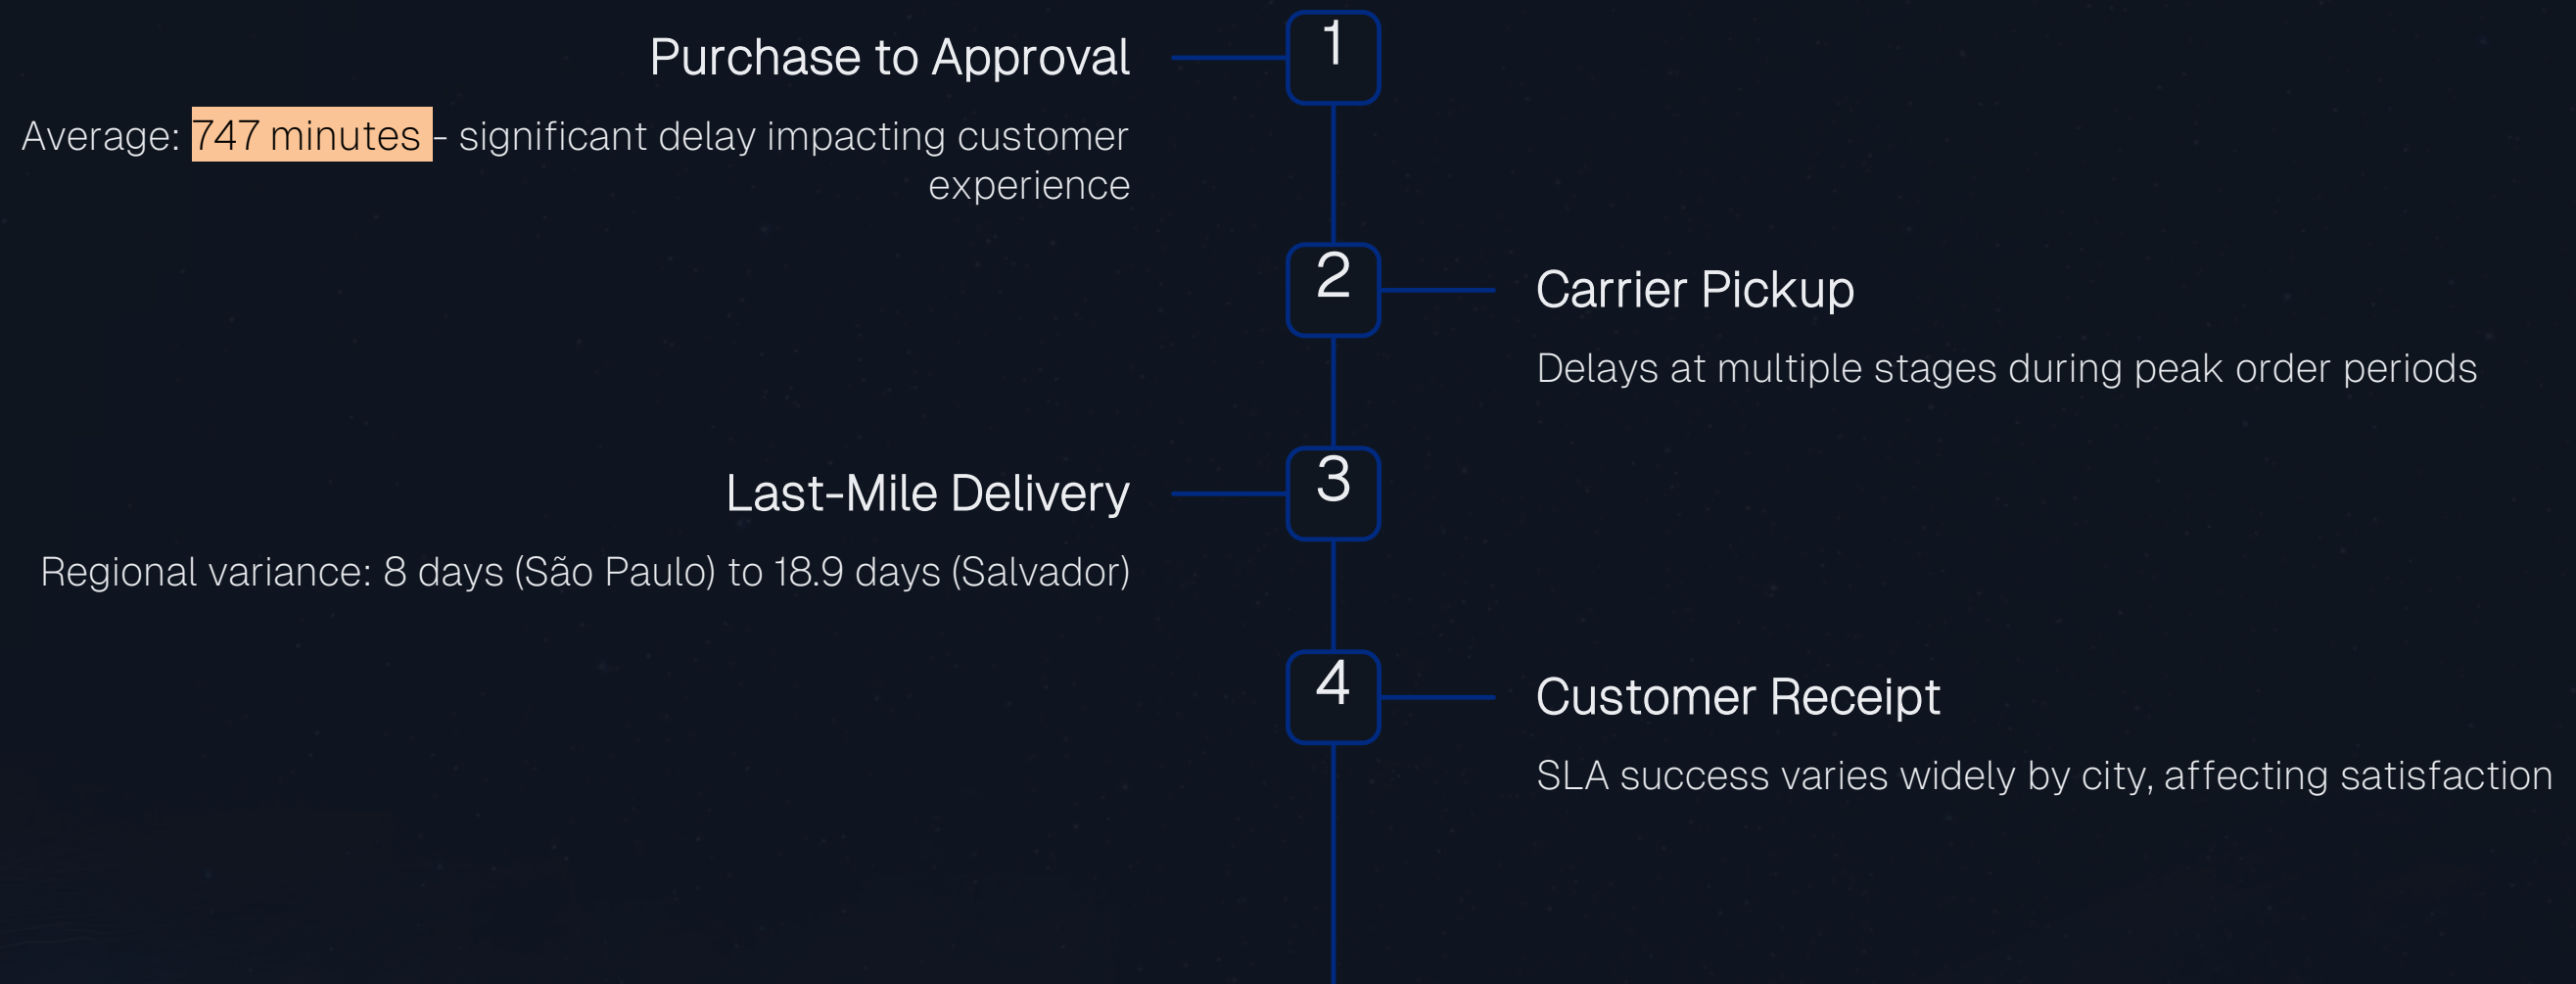 1
Purchase to Approval
Average: 747 minutes - significant delay impacting customer
experience
2
Carrier Pickup
Delays at multiple stages during peak order periods
3
Last-Mile Delivery
Regional variance: 8 days (São Paulo) to 18.9 days (Salvador)
4
Customer Receipt
SLA success varies widely by city, affecting satisfaction